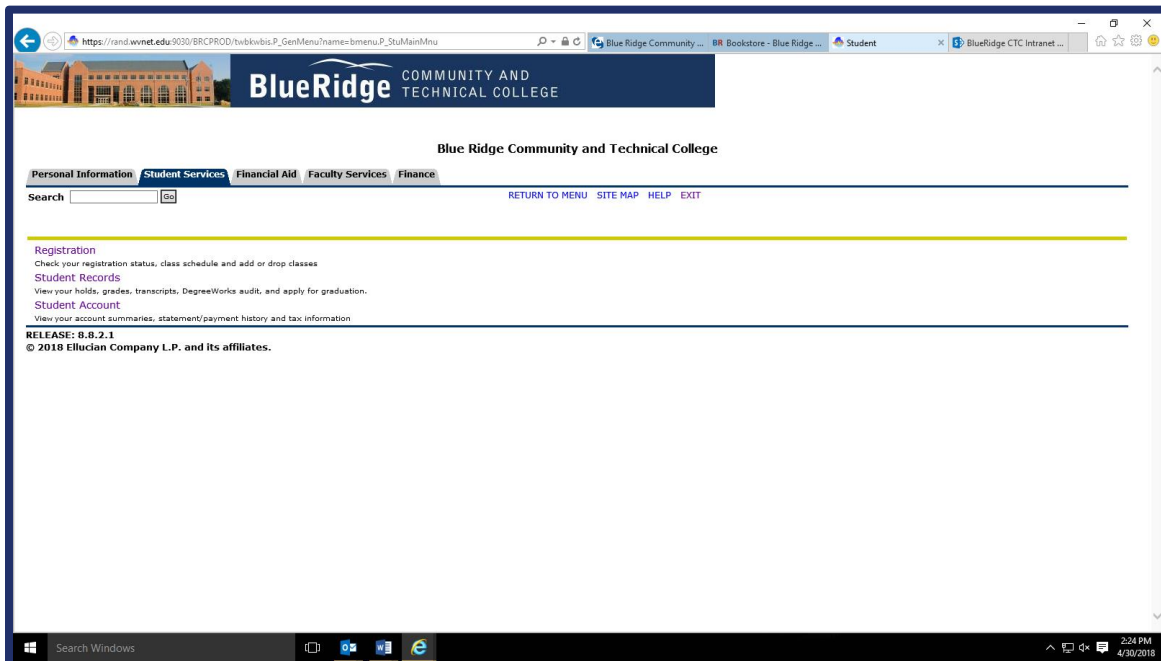 https://rand.wvnet.edu:9030/BRCPROD/twbkwbis.P_GenMenu?name=bmenu.P_StuMainMnu
Blue Ridge Community ...
BR Bookstore - Blue Ridge ...
Student
BlueRidge CTC Intranet ...
BlueRidge COMMUNITY AND
TECHNICAL COLLEGE
Blue Ridge Community and Technical College
Personal Information Student Services Financial Aid Faculty Services Finance
Search Go RETURN TO MENU SITE MAP HELP EXIT
Registration
Check your registration status, class schedule and add or drop classes
Student Records
View your holds, grades, transcripts, DegreeWorks audit, and apply for graduation.
Student Account
View your account summaries, statement/payment history and tax information
RELEASE: 8.8.2.1
© 2018 Ellucian Company L.P. and its affiliates.
Search Windows
2:24 PM
4/30/2018